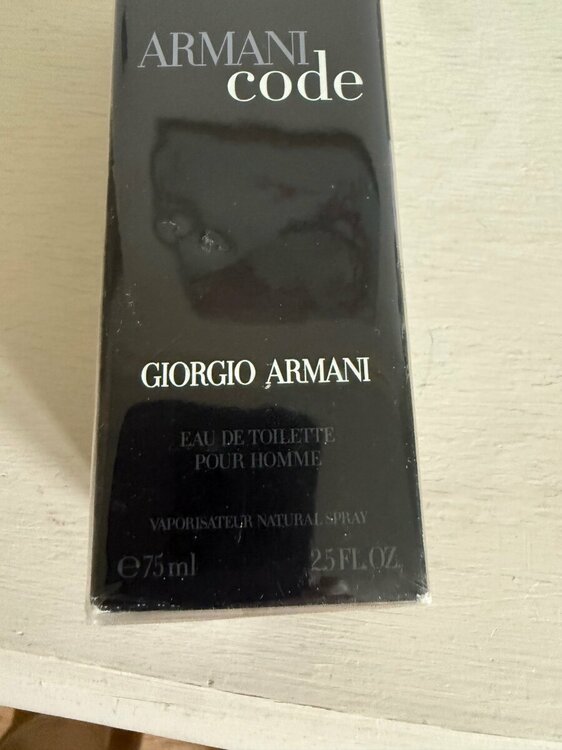 ARMANI
code
GIORGIO ARMANI
EAU DE TOILETTE
POUR HOMME
VAPORISATEUR NATURAL SPRAY
℮75 ml 2.5 FL. OZ.